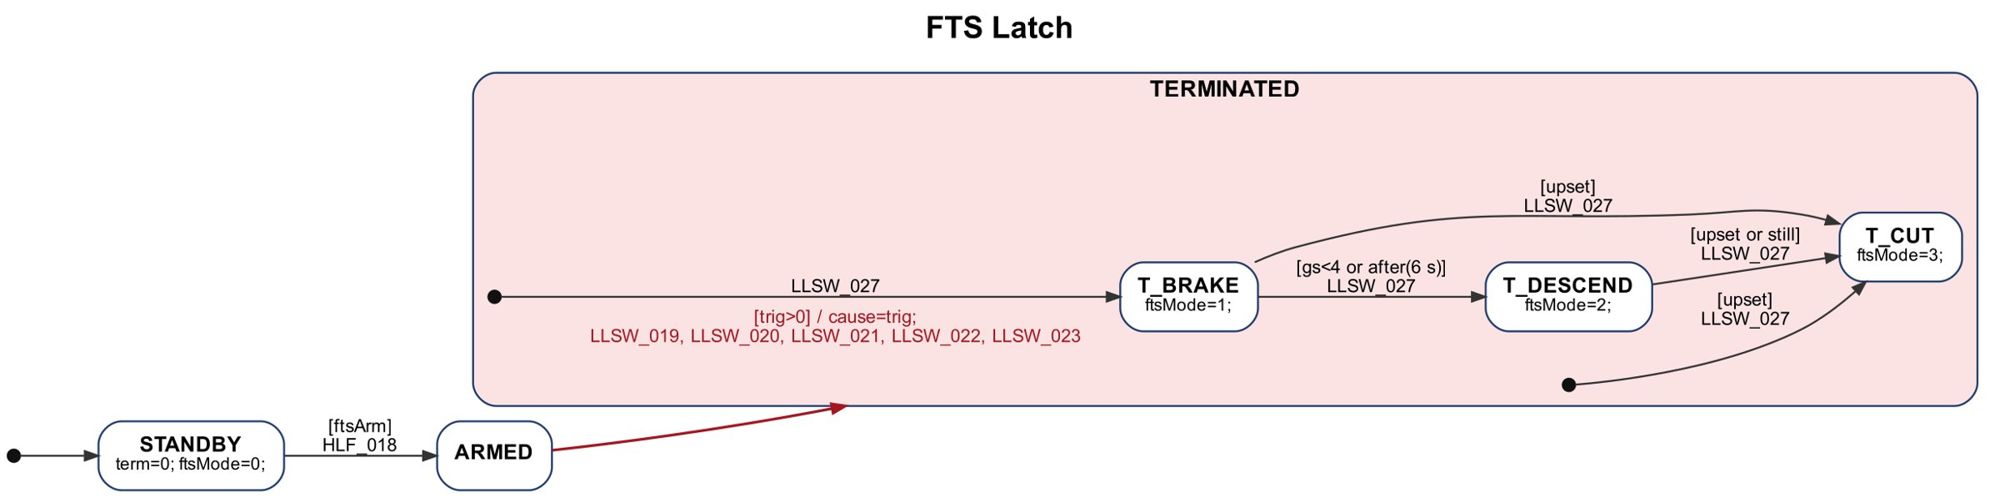 FTS Latch
TERMINATED
[upset]
LLSW_027
[upset or still]
LLSW_027
T_CUT
ftsMode=3;
LLSW_027
T_BRAKE
ftsMode=1;
[gs<4 or after(6 s)]
LLSW_027
T_DESCEND
ftsMode=2;
[upset]
LLSW_027
[trig>0] / cause=trig;
LLSW_019, LLSW_020, LLSW_021, LLSW_022, LLSW_023
STANDBY
term=0; ftsMode=0;
[ftsArm]
HLF_018
ARMED